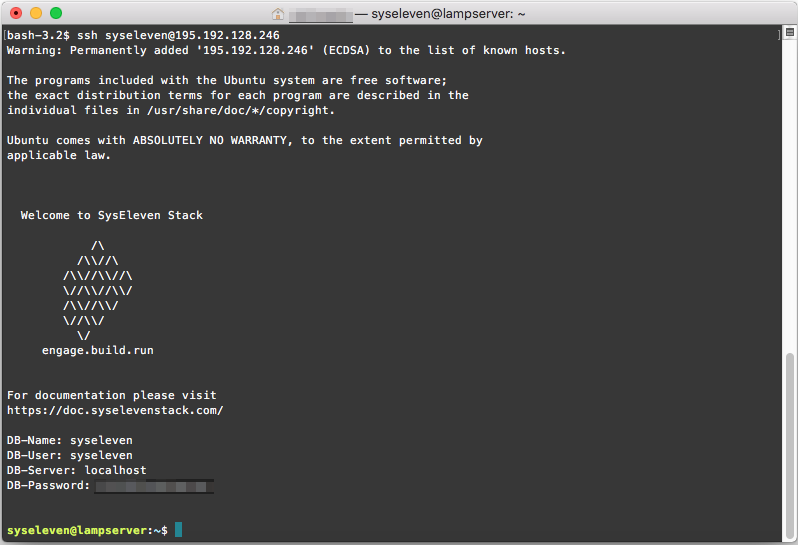 — syseleven@lampserver: ~
[bash-3.2$ ssh syseleven@195.192.128.246 ]
Warning: Permanently added '195.192.128.246' (ECDSA) to the list of known hosts.
The programs included with the Ubuntu system are free software;
the exact distribution terms for each program are described in the
individual files in /usr/share/doc/*/copyright.
Ubuntu comes with ABSOLUTELY NO WARRANTY, to the extent permitted by
applicable law.
Welcome to SysEleven Stack
/\
/\\//\
/\\//\\//\
\//\\//\\/
/\\//\\/
\//\\/
\/
engage.build.run
For documentation please visit
https://doc.syselevenstack.com/
DB-Name: syseleven
DB-User: syseleven
DB-Server: localhost
DB-Password:
syseleven@lampserver:~$